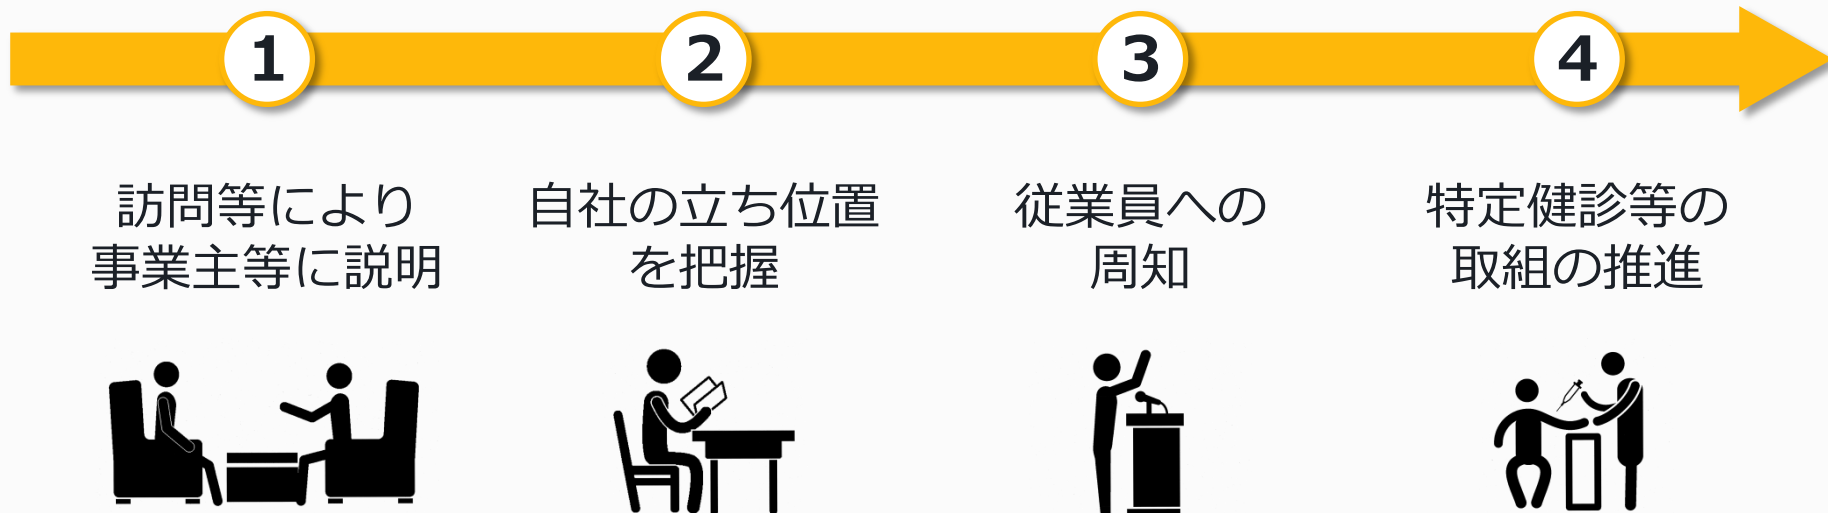 1
2
3
4
訪問等により
事業主等に説明
自社の立ち位置
を把握
従業員への
周知
特定健診等の
取組の推進